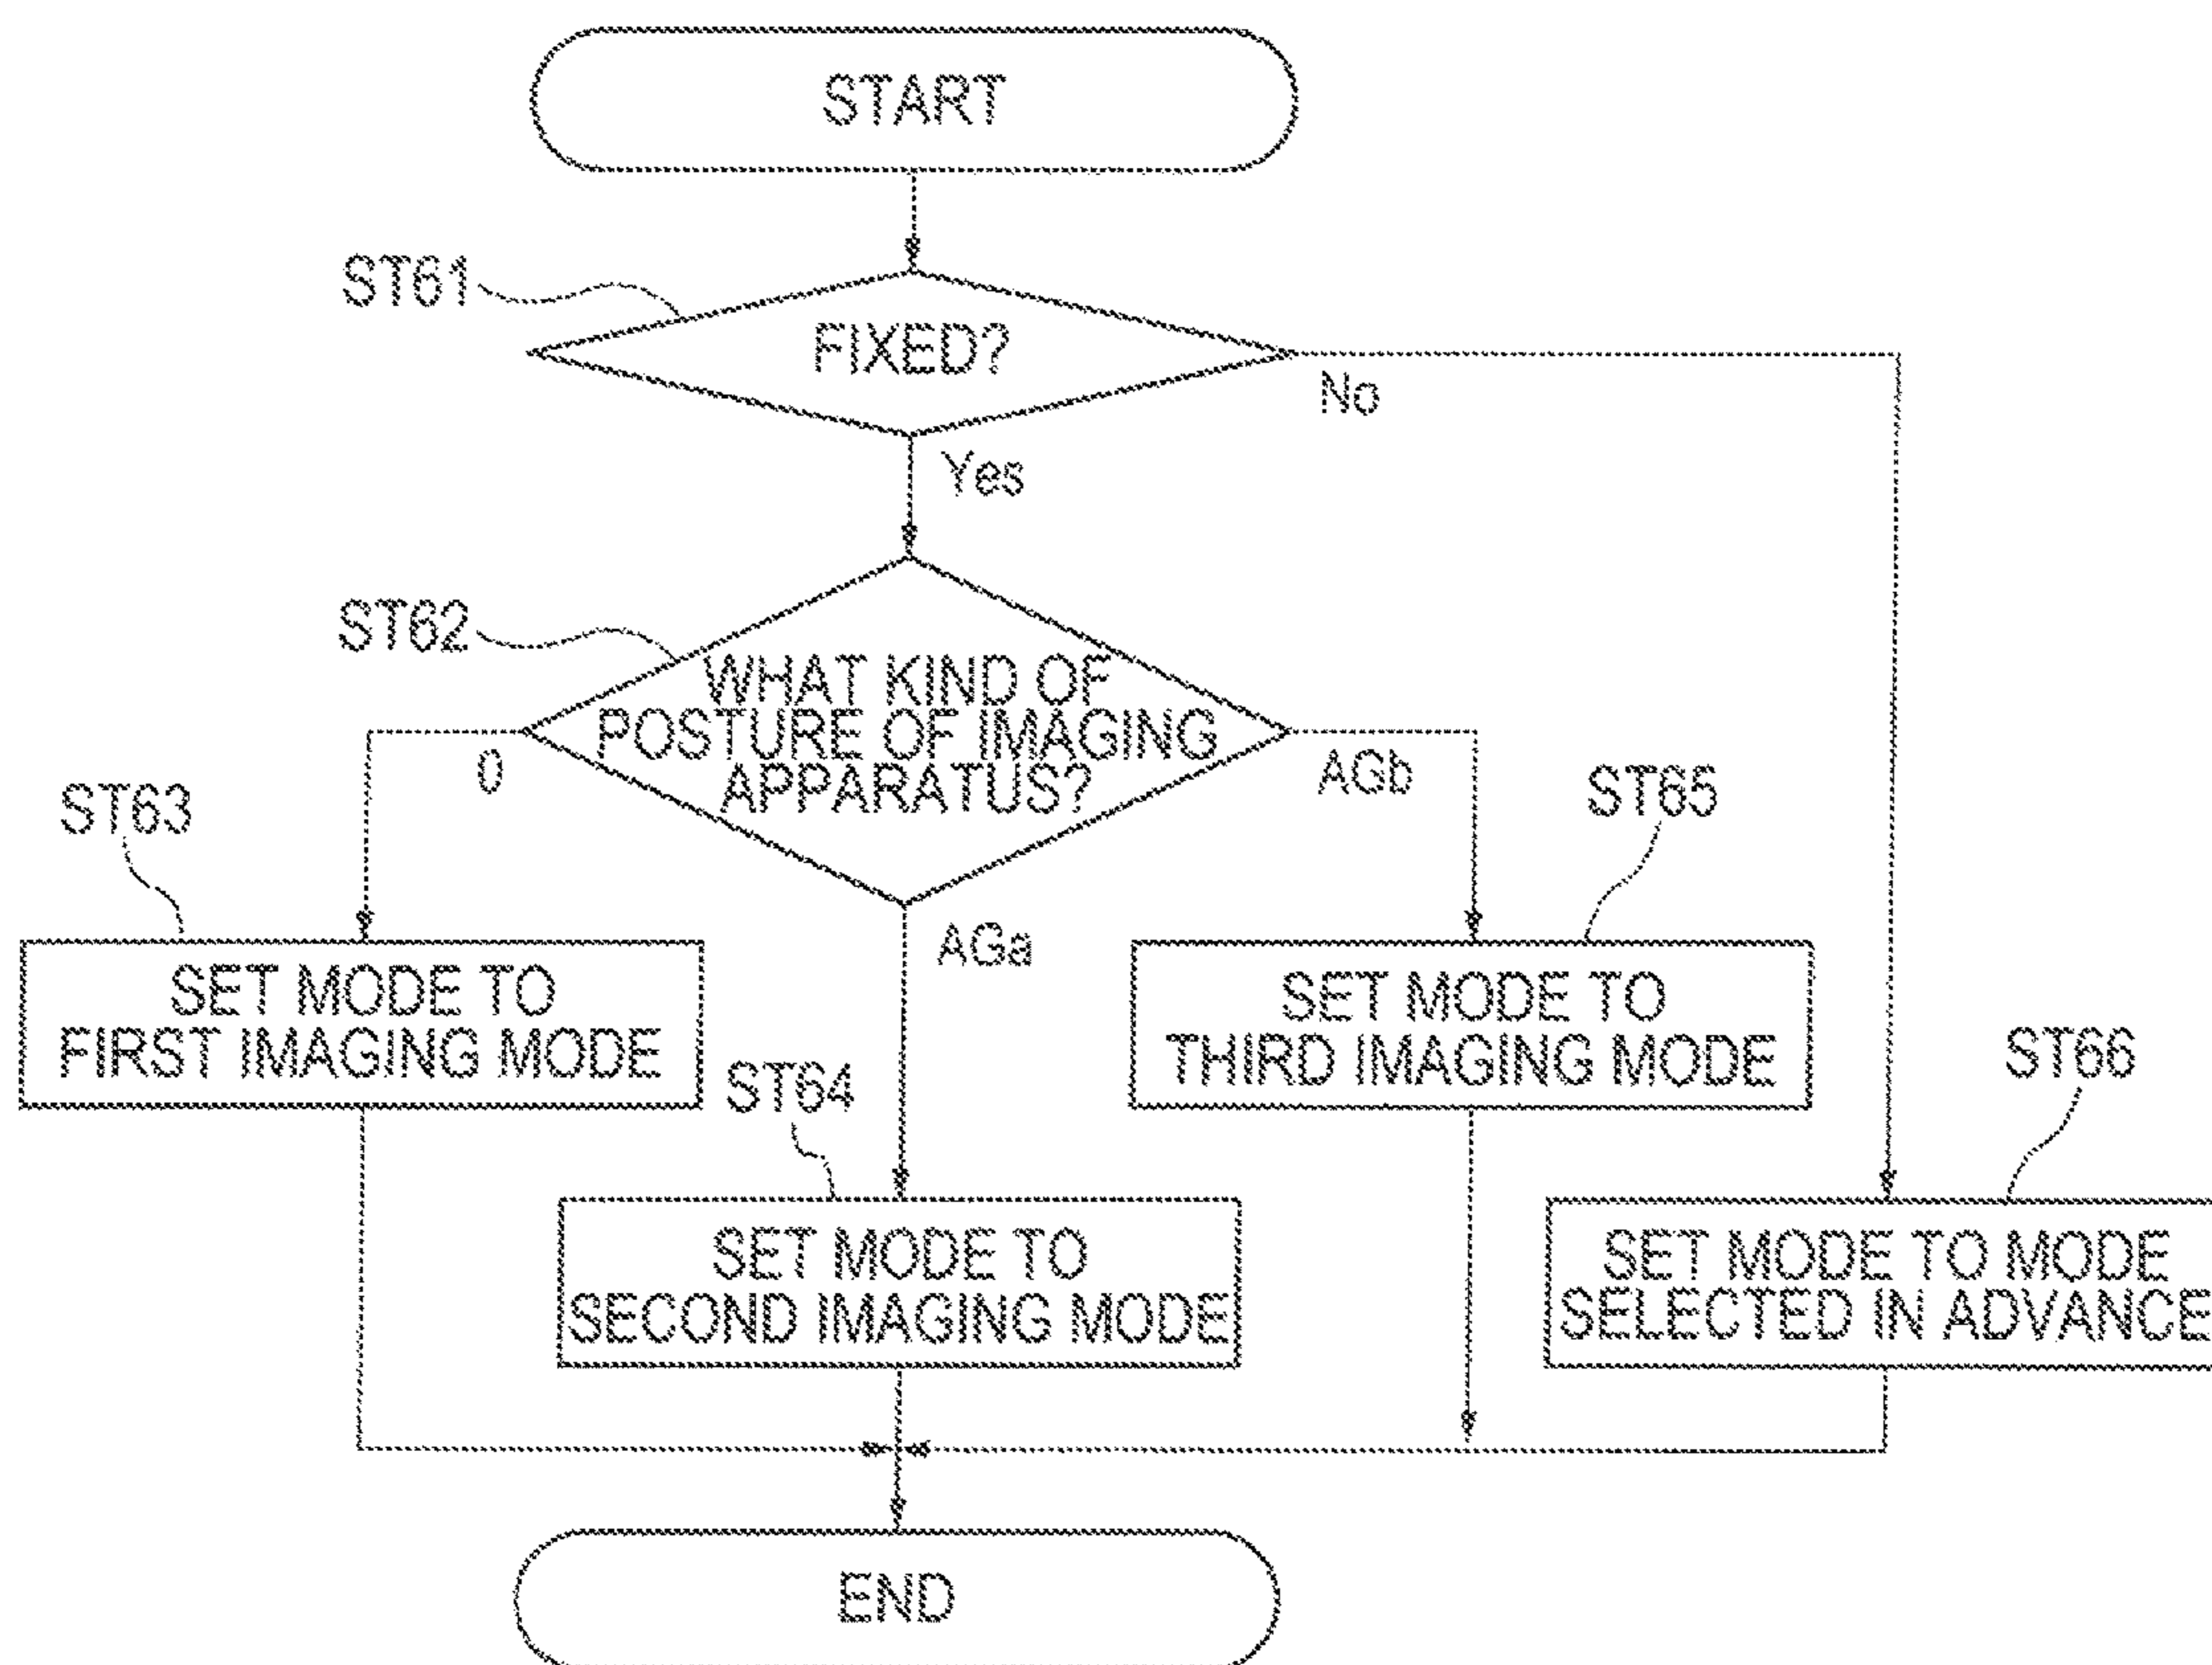 START
ST61
FIXED?
No
Yes
ST62
WHAT KIND OF
POSTURE OF IMAGING
APPARATUS?
0
AGb
AGa
ST63
ST65
SET MODE TO
FIRST IMAGING MODE
SET MODE TO
THIRD IMAGING MODE
ST64
ST66
SET MODE TO
SECOND IMAGING MODE
SET MODE TO MODE
SELECTED IN ADVANCE
END